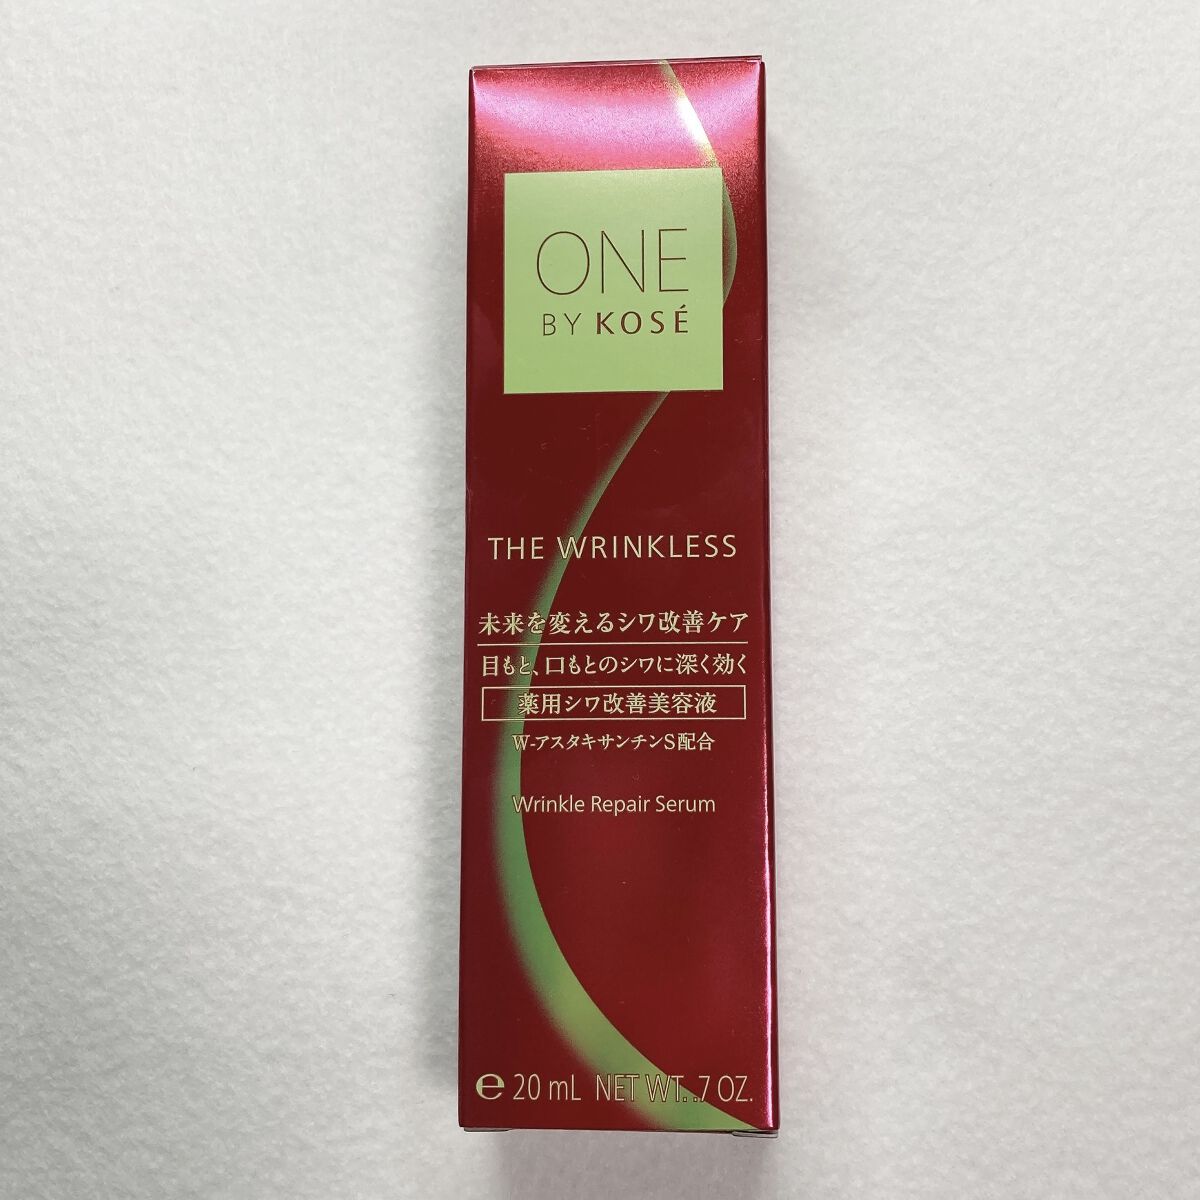 ONE
BY KOSÉ
THE WRINKLESS
未来を変えるシワ改善ケア
目もと、口もとのシワに深く効く
薬用シワ改善美容液
W-アスタキサンチンS配合
Wrinkle Repair Serum
℮ 20 mL NET WT. .7 OZ.